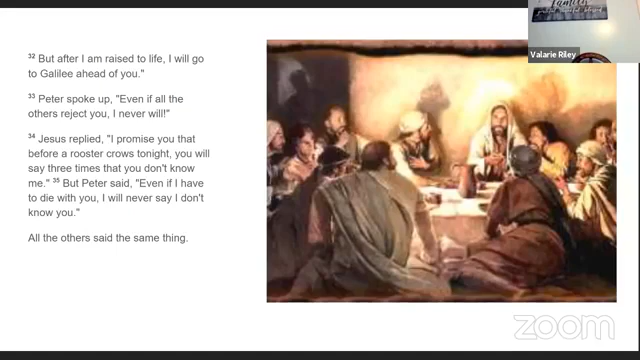 ³² But after I am raised to life, I will go
to Galilee ahead of you."
³³ Peter spoke up, "Even if all the
others reject you, I never will!"
³⁴ Jesus replied, "I promise you that
before a rooster crows tonight, you will
say three times that you don't know
me." ³⁵ But Peter said, "Even if I have
to die with you, I will never say I don't
know you."
All the others said the same thing.
Valarie Riley
zoom